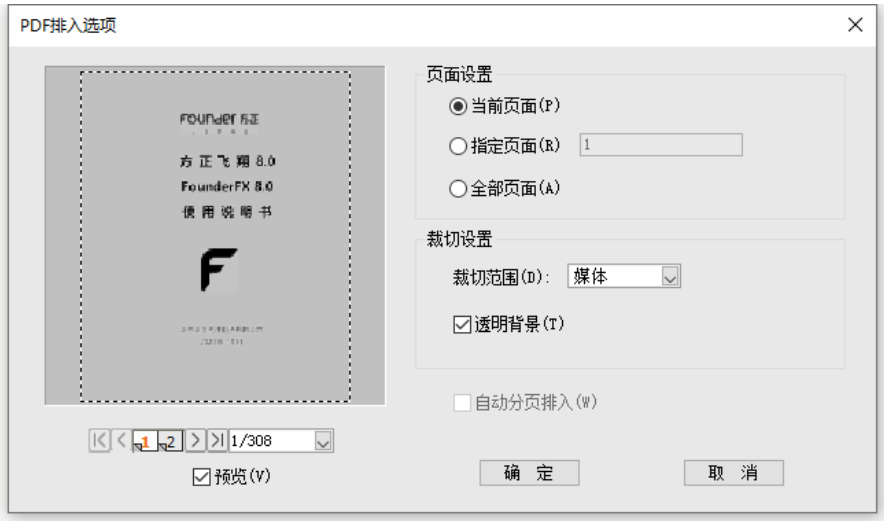 PDF排入选项
Founder 方正
方正飞翔 8.0
FounderFX 8.0
使用说明书
1 2 1/308
预览(V)
页面设置
当前页面(P)
指定页面(R) 1
全部页面(A)
裁切设置
裁切范围(D): 媒体
透明背景(T)
自动分页排入(W)
确 定 取 消